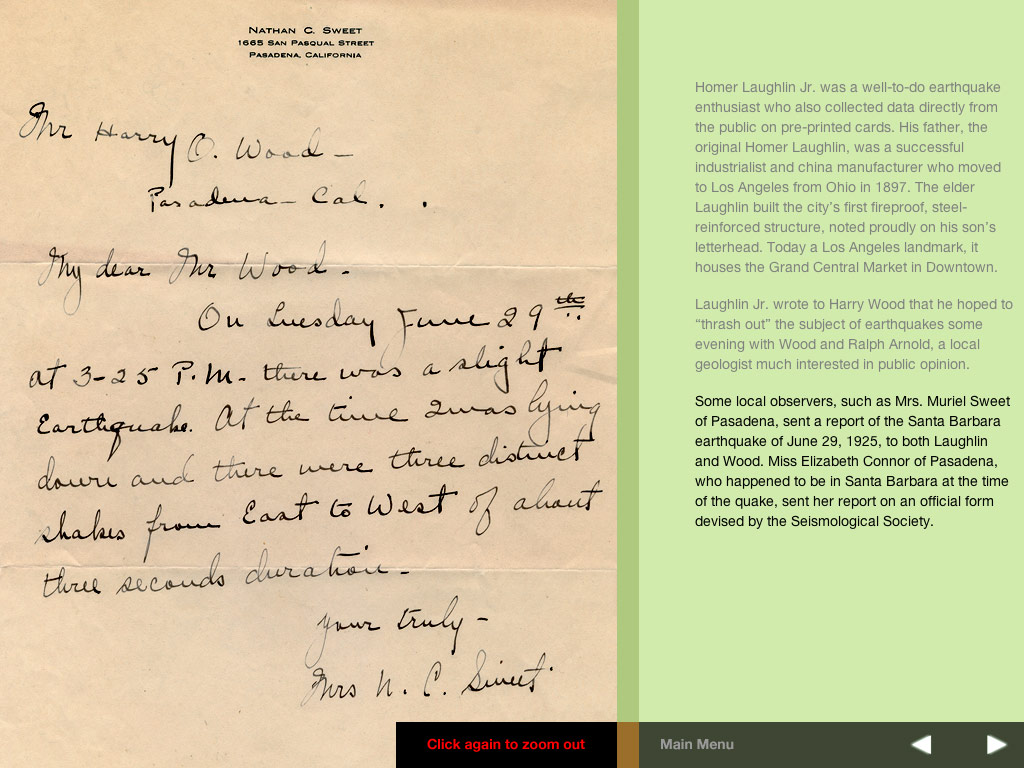 NATHAN C. SWEET
1665 SAN PASQUAL STREET
PASADENA, CALIFORNIA
Mr Harry O. Wood –
Pasadena – Cal. .
My dear Mr Wood.
On Tuesday June 29th
at 3-25 P.M. there was a slight
Earthquake. At the time I was lying
down and there were three distinct
shakes from East to West of about
three seconds duration.
your truly –
Mrs N. C. Sweet
Homer Laughlin Jr. was a well-to-do earthquake
enthusiast who also collected data directly from
the public on pre-printed cards. His father, the
original Homer Laughlin, was a successful
industrialist and china manufacturer who moved
to Los Angeles from Ohio in 1897. The elder
Laughlin built the city’s first fireproof, steel-
reinforced structure, noted proudly on his son’s
letterhead. Today a Los Angeles landmark, it
houses the Grand Central Market in Downtown.
Laughlin Jr. wrote to Harry Wood that he hoped to
“thrash out” the subject of earthquakes some
evening with Wood and Ralph Arnold, a local
geologist much interested in public opinion.
Some local observers, such as Mrs. Muriel Sweet
of Pasadena, sent a report of the Santa Barbara
earthquake of June 29, 1925, to both Laughlin
and Wood. Miss Elizabeth Connor of Pasadena,
who happened to be in Santa Barbara at the time
of the quake, sent her report on an official form
devised by the Seismological Society.
Click again to zoom out
Main Menu